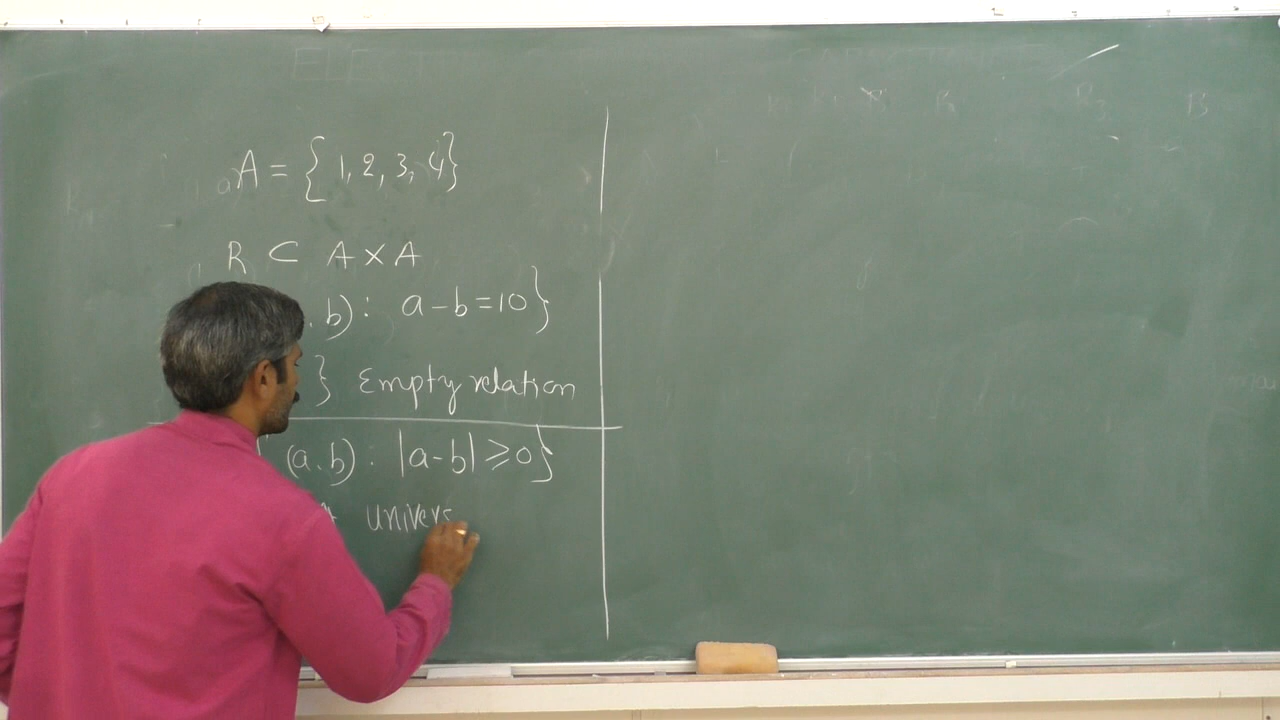 A = { 1, 2, 3, 4}
R ⊂ A × A
, b) : a - b = 10 }
} Empty relation
(a, b) : |a - b| ≥ 0 }
univers